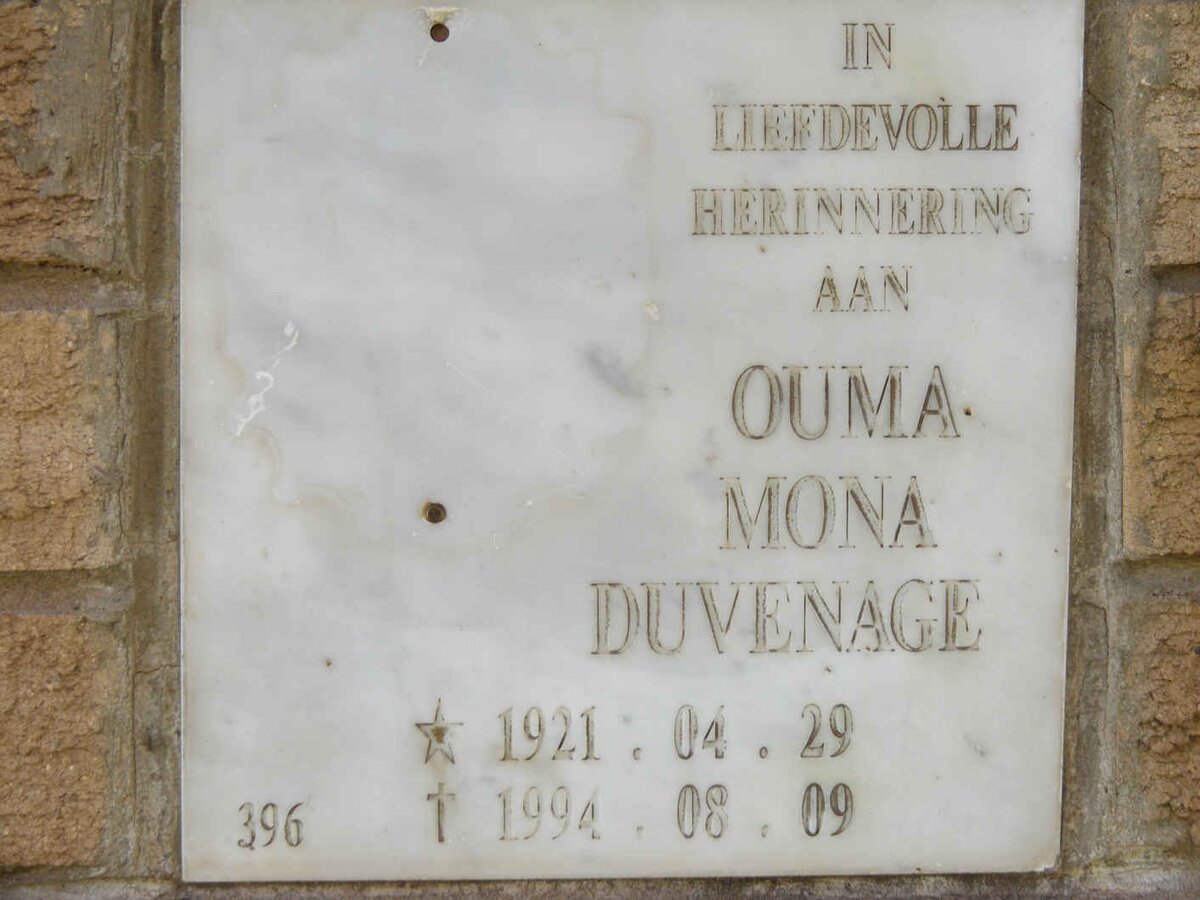 IN
LIEFDEVOLLE
HERINNERING
AAN
OUMA
MONA
DUVENAGE
☆ 1921 . 04 . 29
† 1994 . 08 . 09
396